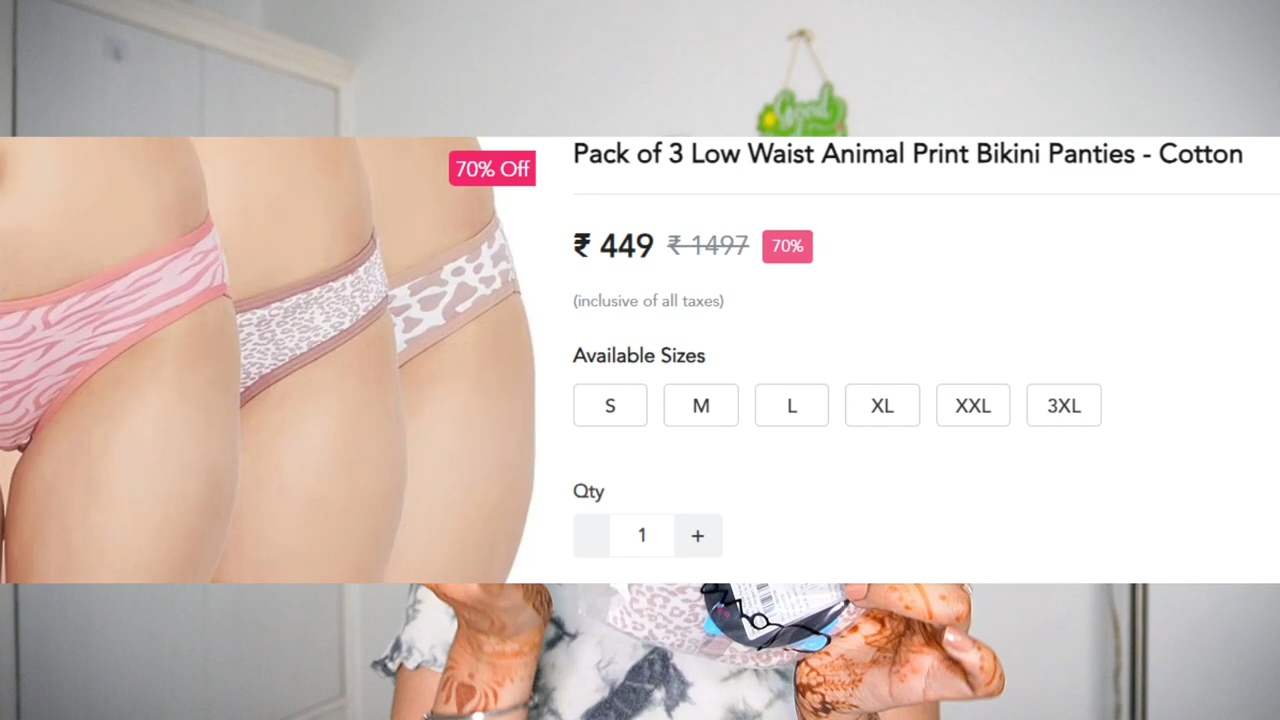 Good
70% Off
Pack of 3 Low Waist Animal Print Bikini Panties - Cotton
₹ 449 ₹ 1497 70%
(inclusive of all taxes)
Available Sizes
S M L XL XXL 3XL
Qty
1 +